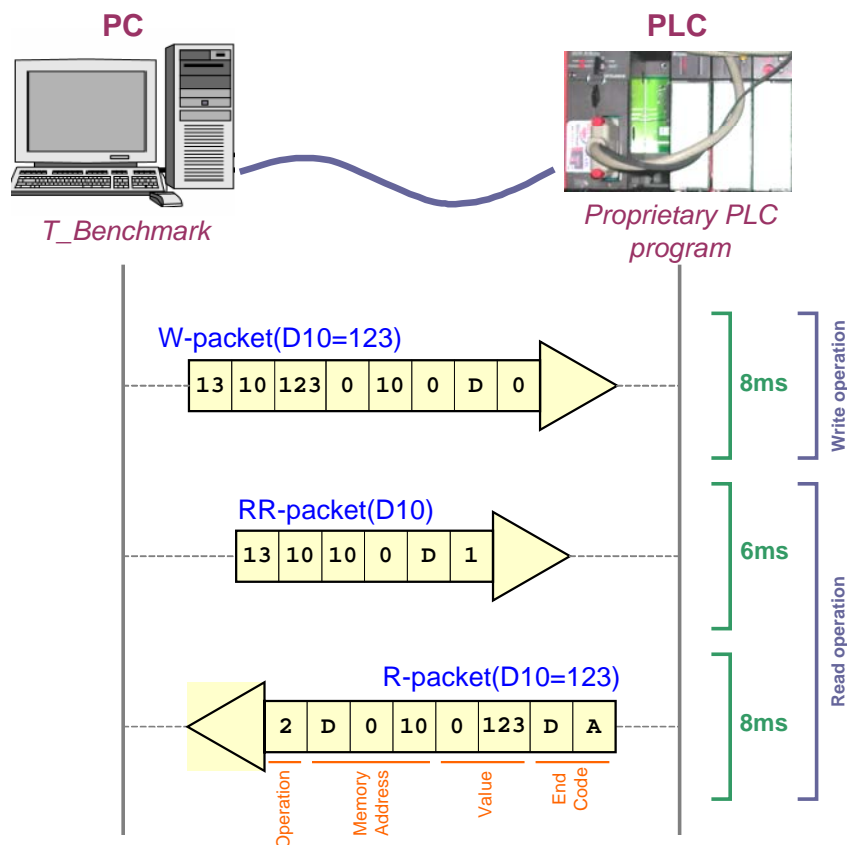 PC
PLC
T_Benchmark
Proprietary PLC
program
W-packet(D10=123)
13 10 123 0 10 0 D 0
8ms
Write operation
RR-packet(D10)
13 10 10 0 D 1
6ms
Read operation
R-packet(D10=123)
2 D 0 10 0 123 D A
8ms
Operation
Memory
Address
Value
End
Code